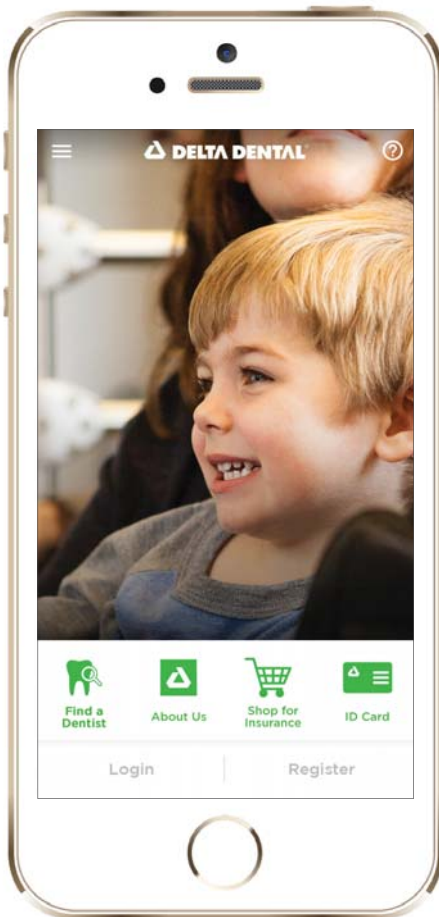 DELTA DENTAL
Find a
Dentist
About Us
Shop for
Insurance
ID Card
Login
Register